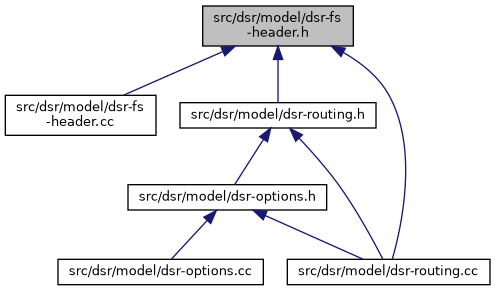 src/dsr/model/dsr-fs
-header.h
src/dsr/model/dsr-fs
-header.cc
src/dsr/model/dsr-routing.h
src/dsr/model/dsr-options.h
src/dsr/model/dsr-options.cc
src/dsr/model/dsr-routing.cc